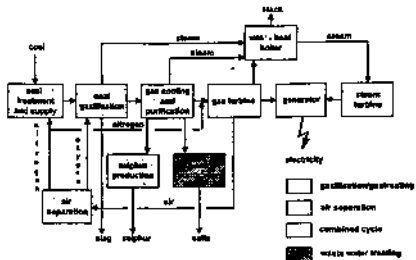 stack
steam
waste heat
boiler
steam
coal
steam
coal
treatment
and supply
coal
gasification
gas cooling
and
purification
gas turbine
generator
steam
turbine
nitrogen
nitrogen
oxygen
electricity
sulphur
production
air
separation
air
slag
sulphur
salts
gasification/gastreating
air separation
combined cycle
waste water treating